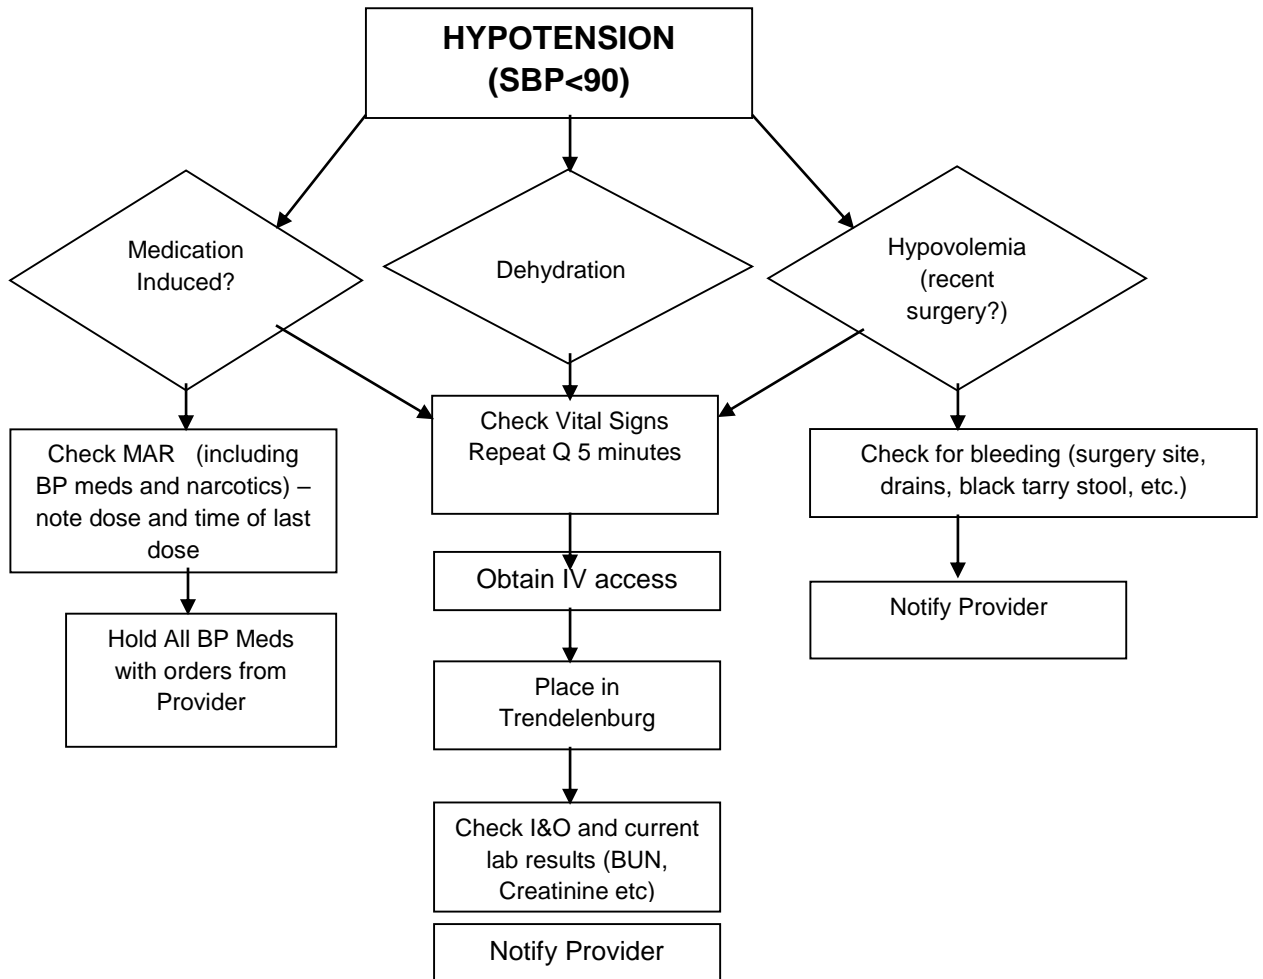 HYPOTENSION
(SBP<90)
Medication
Induced?
Dehydration
Hypovolemia
(recent
surgery?)
Check MAR (including
BP meds and narcotics) –
note dose and time of last
dose
Hold All BP Meds
with orders from
Provider
Check Vital Signs
Repeat Q 5 minutes
Obtain IV access
Place in
Trendelenburg
Check I&O and current
lab results (BUN,
Creatinine etc)
Notify Provider
Check for bleeding (surgery site,
drains, black tarry stool, etc.)
Notify Provider